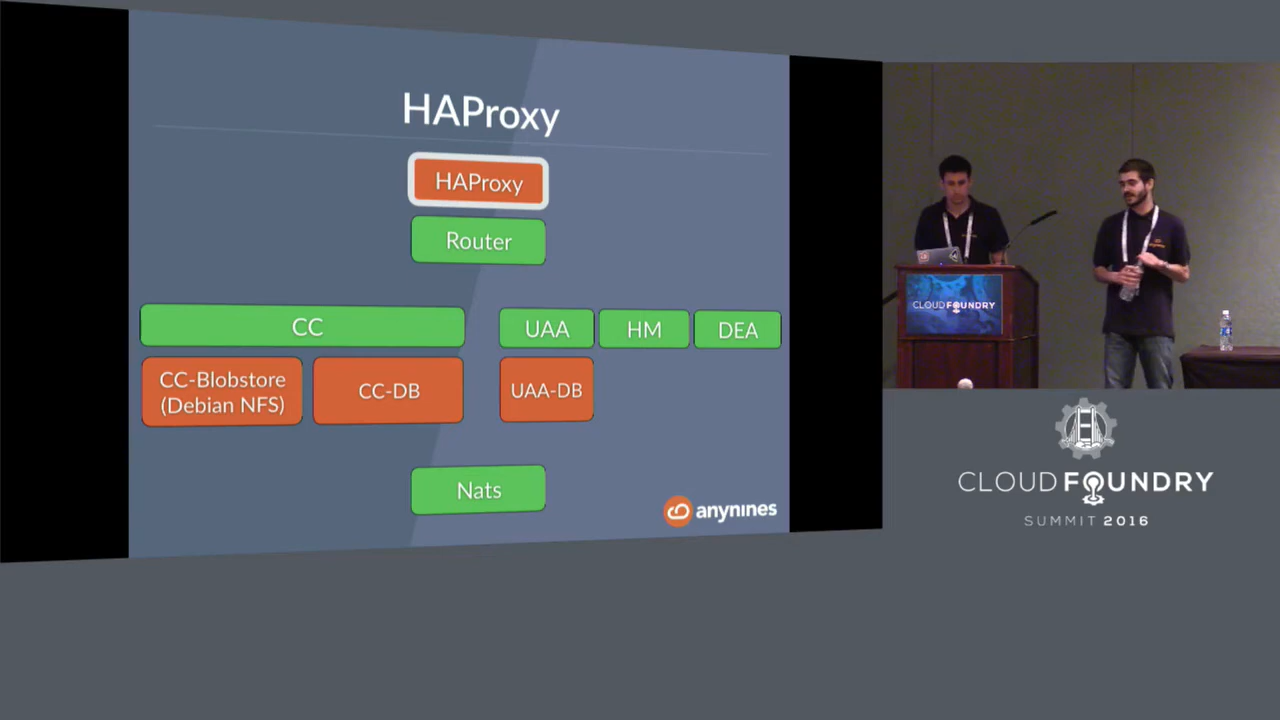 HAProxy
HAProxy
Router
CC
UAA
HM
DEA
CC-Blobstore
(Debian NFS)
CC-DB
UAA-DB
Nats
anynines
CLOUD FOUNDRY
CLOUD FOUNDRY
SUMMIT 2016